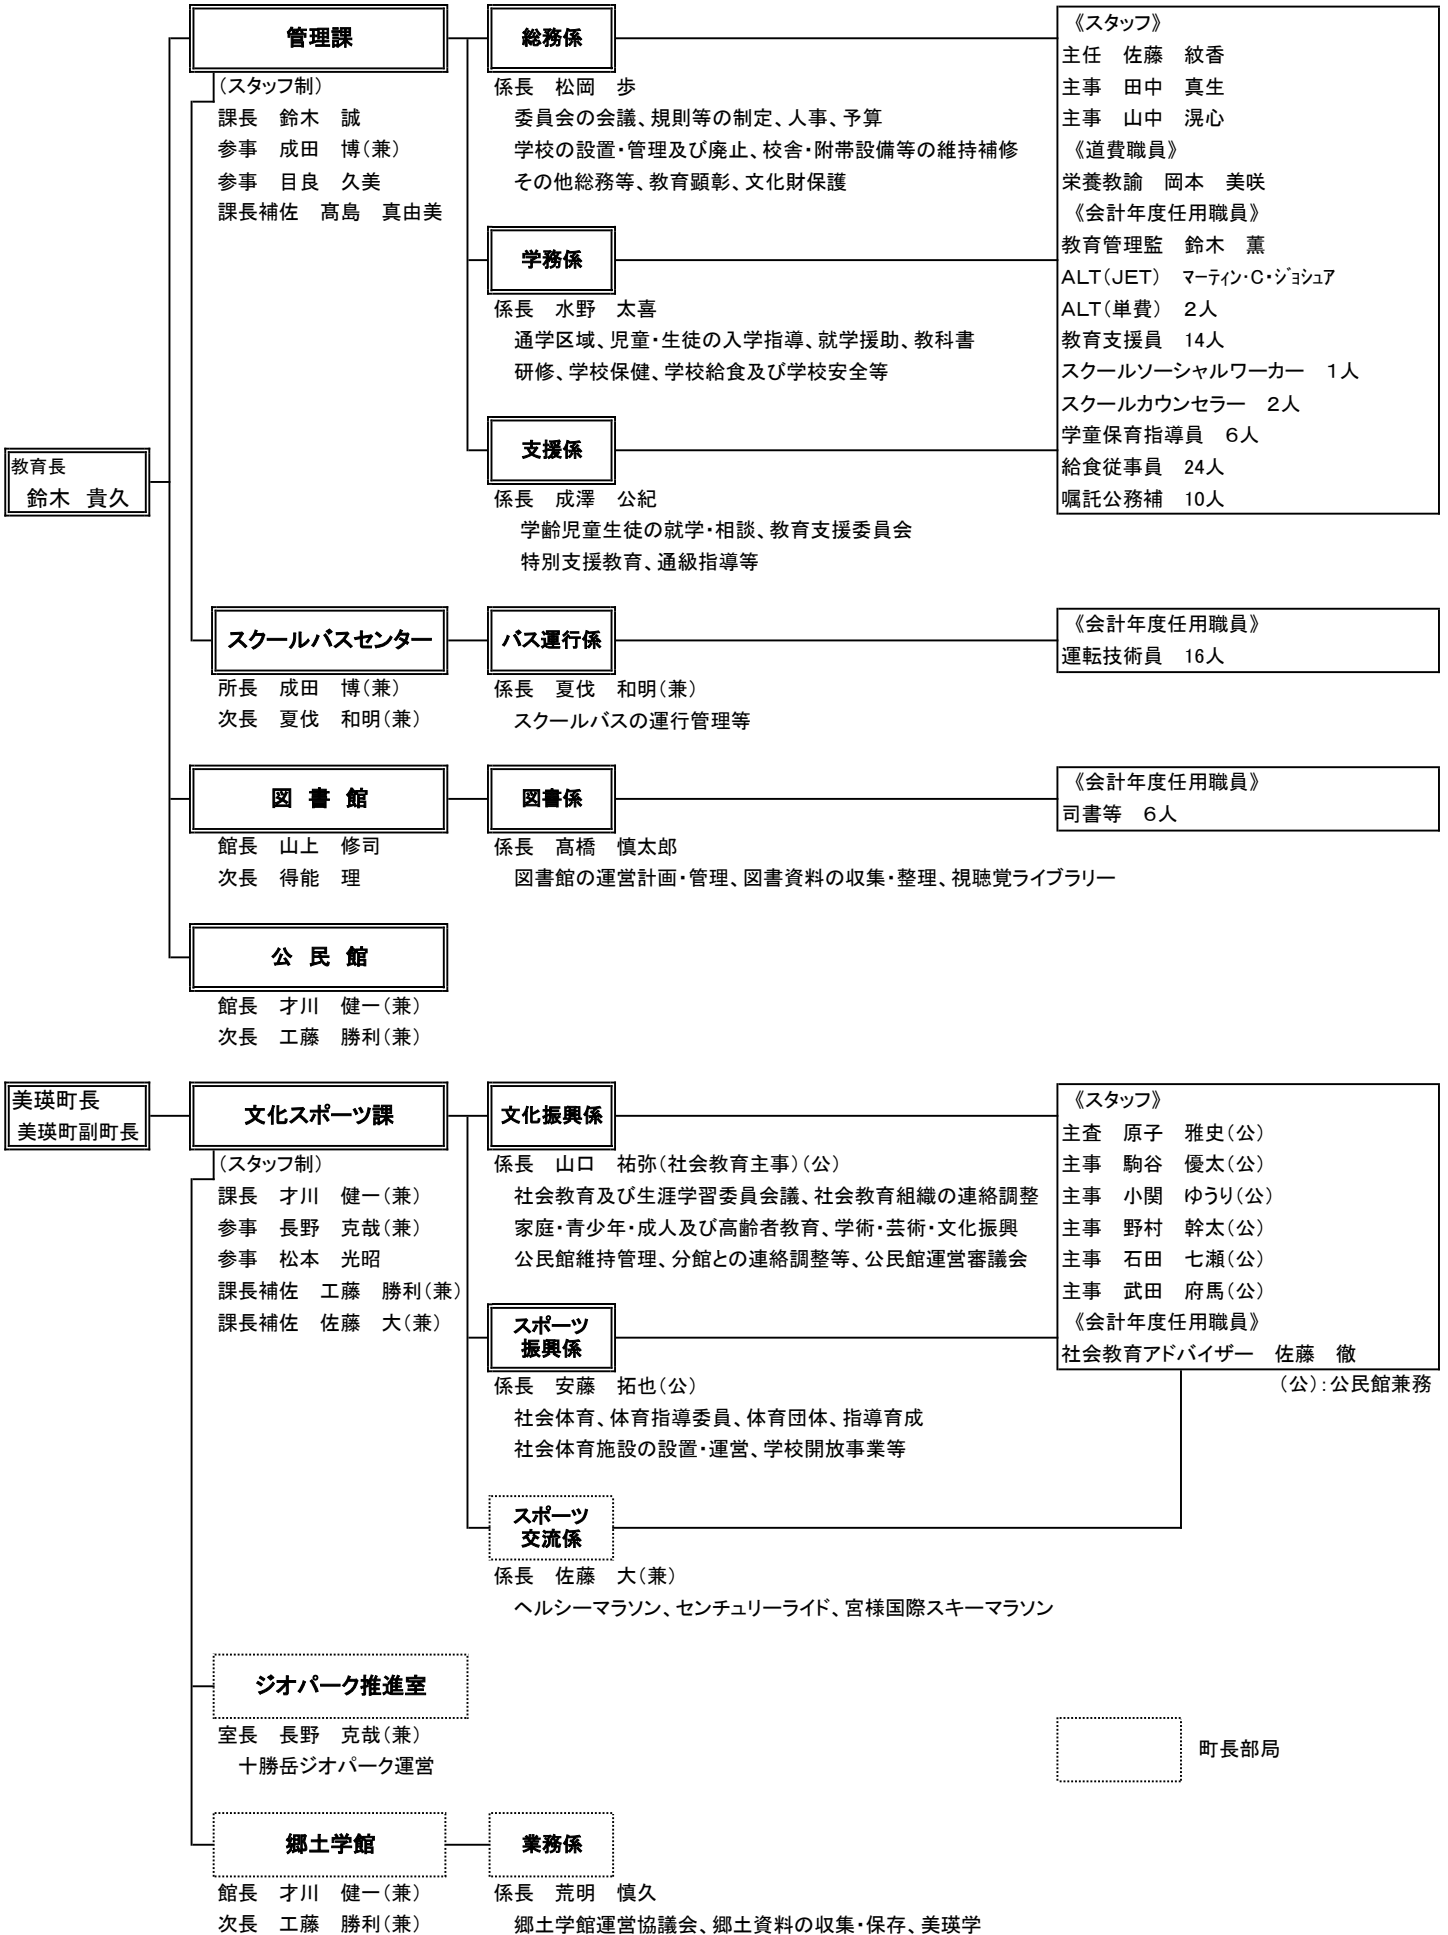 管理課
（スタッフ制）
課長　鈴木　誠
参事　成田　博（兼）
参事　目良　久美
課長補佐　髙島　真由美
総務係
係長　松岡　歩
委員会の会議、規則等の制定、人事、予算
学校の設置・管理及び廃止、校舎・附帯設備等の維持補修
その他総務等、教育顕彰、文化財保護
学務係
係長　水野　太喜
通学区域、児童・生徒の入学指導、就学援助、教科書
研修、学校保健、学校給食及び学校安全等
支援係
係長　成澤　公紀
学齢児童生徒の就学・相談、教育支援委員会
特別支援教育、通級指導等
《スタッフ》
主任　佐藤　紋香
主事　田中　真生
主事　山中　滉心
《道費職員》
栄養教諭　岡本　美咲
《会計年度任用職員》
教育管理監　鈴木　薫
ＡＬＴ（ＪＥＴ）　ﾏｰﾃｨﾝ・C・ｼﾞｮｼｭｱ
ＡＬＴ（単費）　２人
教育支援員　14人
スクールソーシャルワーカー　１人
スクールカウンセラー　２人
学童保育指導員　６人
給食従事員　24人
嘱託公務補　10人
教育長
鈴木　貴久
スクールバスセンター
所長　成田　博（兼）
次長　夏伐　和明（兼）
バス運行係
係長　夏伐　和明（兼）
スクールバスの運行管理等
《会計年度任用職員》
運転技術員　16人
図　書　館
館長　山上　修司
次長　得能　理
図書係
係長　髙橋　慎太郎
図書館の運営計画・管理、図書資料の収集・整理、視聴覚ライブラリー
《会計年度任用職員》
司書等　６人
公　民　館
館長　才川　健一（兼）
次長　工藤　勝利（兼）
美瑛町長
美瑛町副町長
文化スポーツ課
（スタッフ制）
課長　才川　健一（兼）
参事　長野　克哉（兼）
参事　松本　光昭
課長補佐　工藤　勝利（兼）
課長補佐　佐藤　大（兼）
文化振興係
係長　山口　祐弥（社会教育主事）（公）
社会教育及び生涯学習委員会議、社会教育組織の連絡調整
家庭・青少年・成人及び高齢者教育、学術・芸術・文化振興
公民館維持管理、分館との連絡調整等、公民館運営審議会
スポーツ
振興係
係長　安藤　拓也（公）
社会体育、体育指導委員、体育団体、指導育成
社会体育施設の設置・運営、学校開放事業等
スポーツ
交流係
係長　佐藤　大（兼）
ヘルシーマラソン、センチュリーライド、宮様国際スキーマラソン
《スタッフ》
主査　原子　雅史（公）
主事　駒谷　優太（公）
主事　小関　ゆうり（公）
主事　野村　幹太（公）
主事　石田　七瀬（公）
主事　武田　府馬（公）
《会計年度任用職員》
社会教育アドバイザー　佐藤　徹
（公）：公民館兼務
ジオパーク推進室
室長　長野　克哉（兼）
十勝岳ジオパーク運営
町長部局
郷土学館
館長　才川　健一（兼）
次長　工藤　勝利（兼）
業務係
係長　荒明　慎久
郷土学館運営協議会、郷土資料の収集・保存、美瑛学